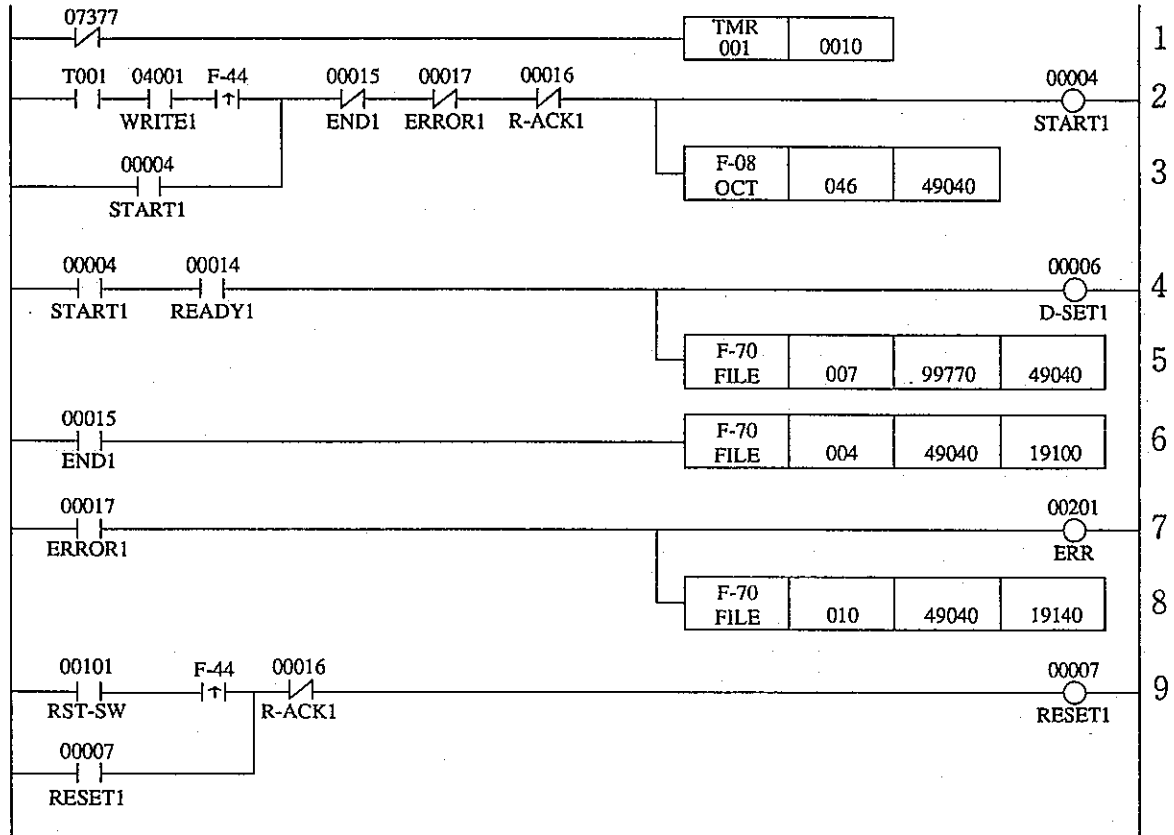 07377
TMR 001 0010 1
T001 04001 F-44 00015 00017 00016 00004
↑ 2
WRITE1 END1 ERROR1 R-ACK1 START1
00004
F-08 OCT 046 49040 3
START1
00004 00014 00006
4
START1 READY1 D-SET1
F-70 FILE 007 99770 49040 5
00015
F-70 FILE 004 49040 19100 6
END1
00017 00201
7
ERROR1 ERR
F-70 FILE 010 49040 19140 8
00101 F-44 00016 00007
↑ 9
RST-SW R-ACK1 RESET1
00007
RESET1